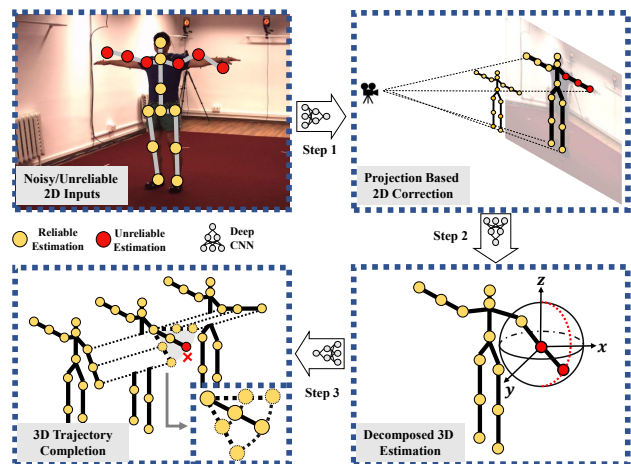 Noisy/Unreliable
2D Inputs
Step 1
Projection Based
2D Correction
Reliable
Estimation
Unreliable
Estimation
Deep
CNN
Step 2
3D Trajectory
Completion
Step 3
z
x
y
Decomposed 3D
Estimation